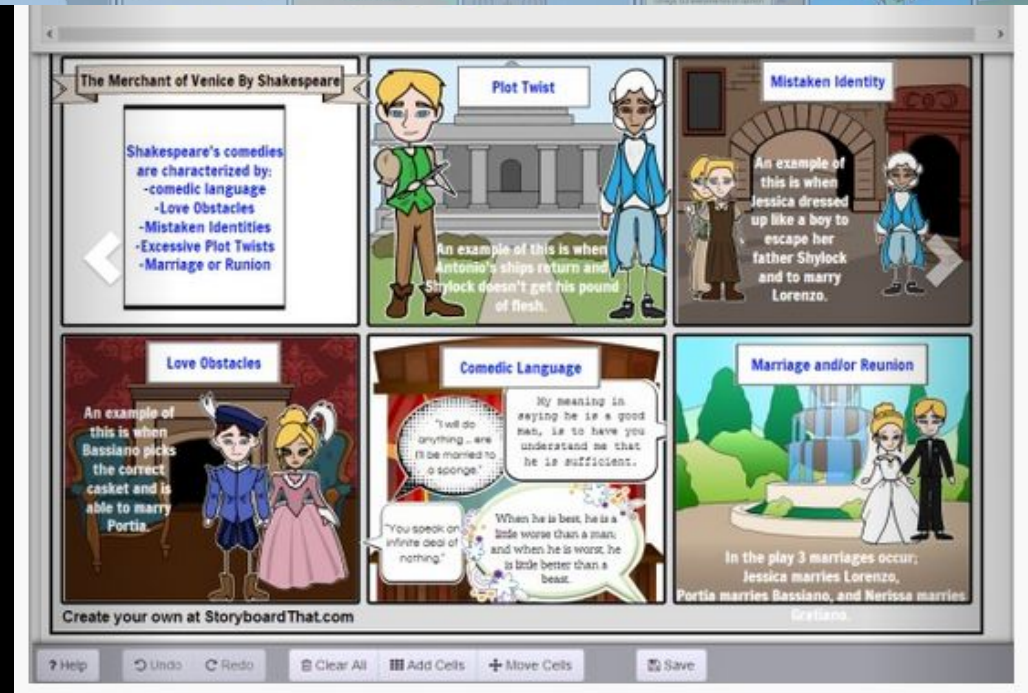 The Merchant of Venice By Shakespeare
Shakespeare's comedies
are characterized by:
-comedic language
-Love Obstacles
-Mistaken Identities
-Excessive Plot Twists
-Marriage or Runion
Plot Twist
An example of this is when
Antonio's ships return and
Shylock doesn't get his pound
of flesh.
Mistaken Identity
An example of
this is when
Jessica dressed
up like a boy to
escape her
father Shylock
and to marry
Lorenzo.
Love Obstacles
An example of
this is when
Bassiano picks
the correct
casket and is
able to marry
Portia.
Comedic Language
"I will do
anything ... ere
I'll be married to
a sponge."
My meaning in
saying he is a good
man, is to have you
understand me that
he is sufficient.
"You speak an
infinite deal of
nothing."
When he is best, he is a
little worse than a man;
and when he is worst, he
is little better than a
beast.
Marriage and/or Reunion
In the play 3 marriages occur;
Jessica marries Lorenzo,
Portia marries Bassiano, and Nerissa marries
Gratiano.
Create your own at StoryboardThat.com
? Help
Undo
Redo
Clear All
Add Cells
Move Cells
Save